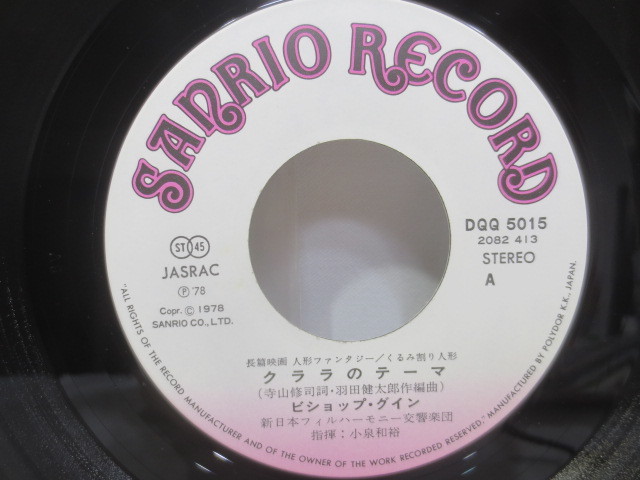 SANRIO RECORD
ST 45
JASRAC
Ⓟ'78
Copr. © 1978
SANRIO CO., LTD.
DQQ 5015
2082 413
STEREO
A
長篇映画 人形ファンタジー/くるみ割り人形
クララのテーマ
(寺山修司詞・羽田健太郎作編曲)
ビショップ・グイン
新日本フィルハーモニー交響楽団
指揮:小泉和裕
"ALL RIGHTS OF THE RECORD MANUFACTURER AND OF THE OWNER OF THE WORK RECORDED RESERVED." MANUFACTURED BY POLYDOR K.K., JAPAN.